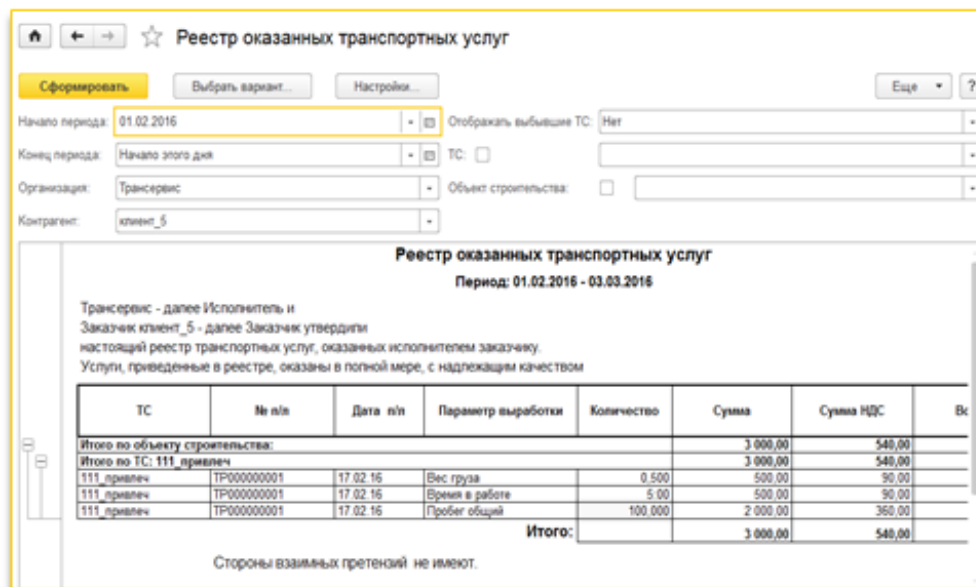 Реестр оказанных транспортных услуг
Сформировать Выбрать вариант... Настройки... Еще ?
Начало периода: 01.02.2016 Отображать выбывшие ТС: Нет
Конец периода: Начало этого дня ТС:
Организация: Трансервис Объект строительства:
Контрагент: клиент_5
Реестр оказанных транспортных услуг
Период: 01.02.2016 - 03.03.2016
Трансервис - далее Исполнитель и
Заказчик клиент_5 - далее Заказчик утвердили
настоящий реестр транспортных услуг, оказанных исполнителем заказчику.
Услуги, приведенные в реестре, оказаны в полной мере, с надлежащим качеством
ТС № п/л Дата п/л Параметр выработки Количество Сумма Сумма НДС Вс
Итого по объекту строительства: 3 000,00 540,00
Итого по ТС: 111_привлеч 3 000,00 540,00
111_привлеч ТР000000001 17.02.16 Вес груза 0,500 500,00 90,00
111_привлеч ТР000000001 17.02.16 Время в работе 5:00 500,00 90,00
111_привлеч ТР000000001 17.02.16 Пробег общий 100,000 2 000,00 360,00
Итого: 3 000,00 540,00
Стороны взаимных претензий не имеют.